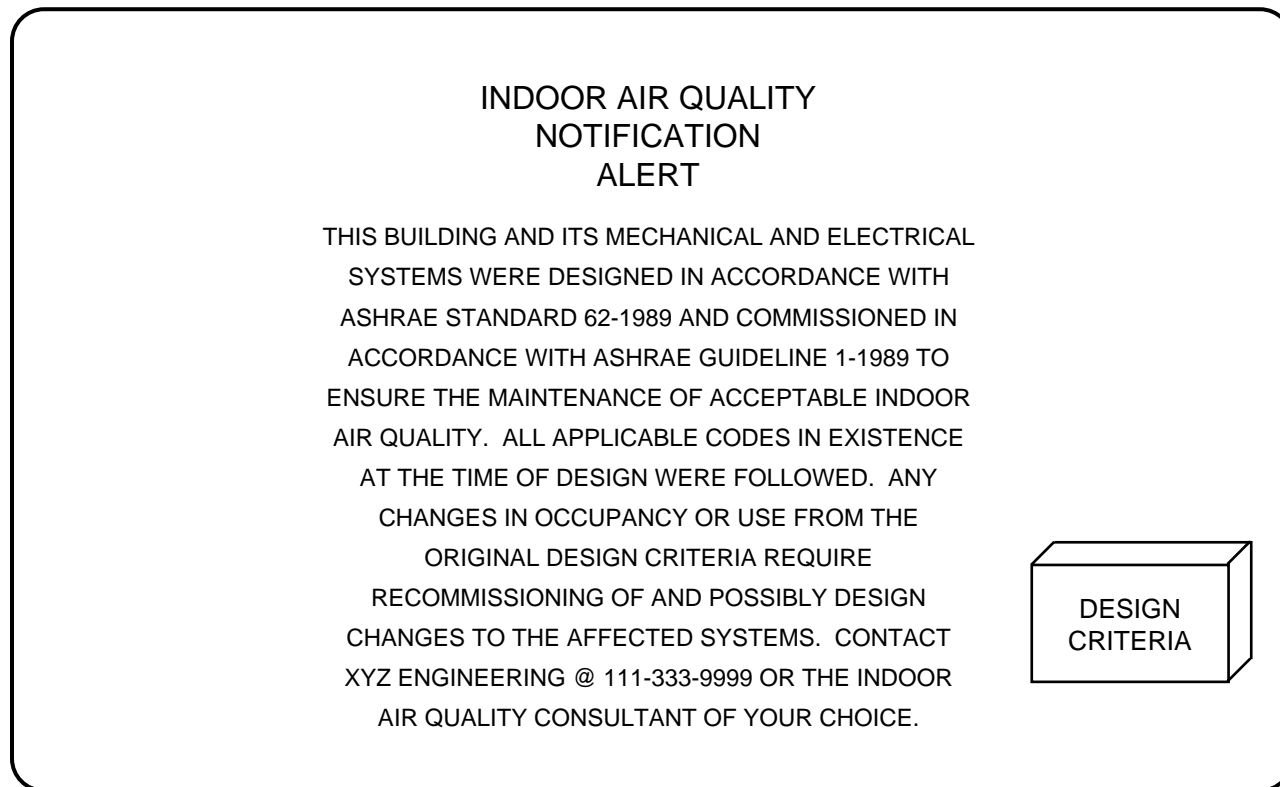 INDOOR AIR QUALITY
NOTIFICATION
ALERT
THIS BUILDING AND ITS MECHANICAL AND ELECTRICAL
SYSTEMS WERE DESIGNED IN ACCORDANCE WITH
ASHRAE STANDARD 62-1989 AND COMMISSIONED IN
ACCORDANCE WITH ASHRAE GUIDELINE 1-1989 TO
ENSURE THE MAINTENANCE OF ACCEPTABLE INDOOR
AIR QUALITY.  ALL APPLICABLE CODES IN EXISTENCE
AT THE TIME OF DESIGN WERE FOLLOWED.  ANY
CHANGES IN OCCUPANCY OR USE FROM THE
ORIGINAL DESIGN CRITERIA REQUIRE
RECOMMISSIONING OF AND POSSIBLY DESIGN
CHANGES TO THE AFFECTED SYSTEMS.  CONTACT
XYZ ENGINEERING @ 111-333-9999 OR THE INDOOR
AIR QUALITY CONSULTANT OF YOUR CHOICE.
DESIGN
CRITERIA